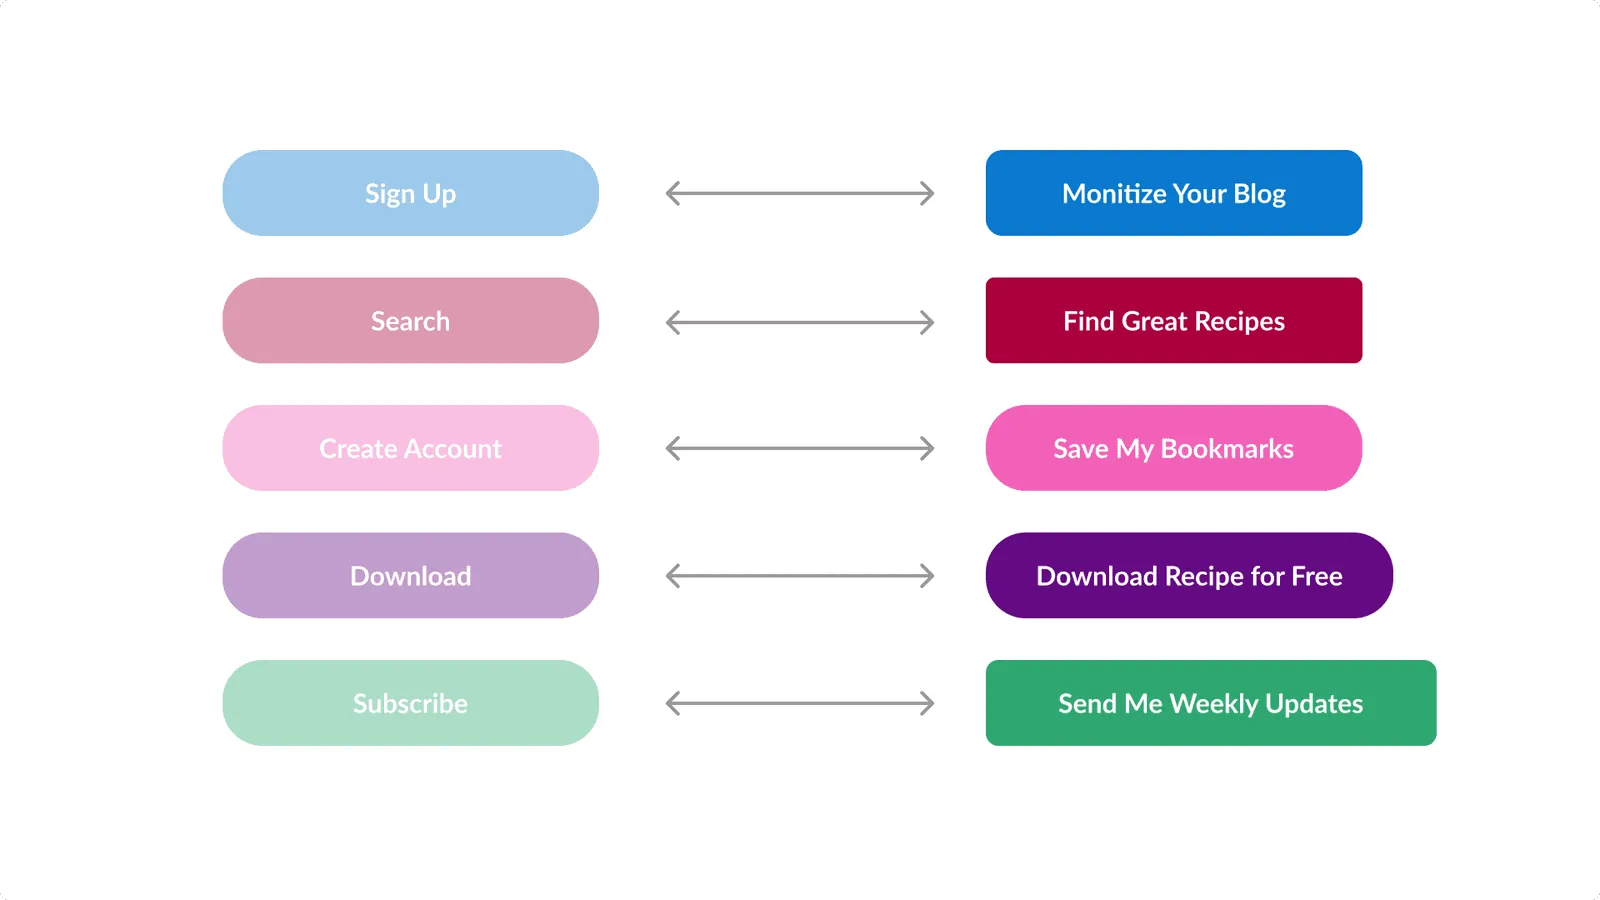 Sign Up
Monitize Your Blog
Search
Find Great Recipes
Create Account
Save My Bookmarks
Download
Download Recipe for Free
Subscribe
Send Me Weekly Updates